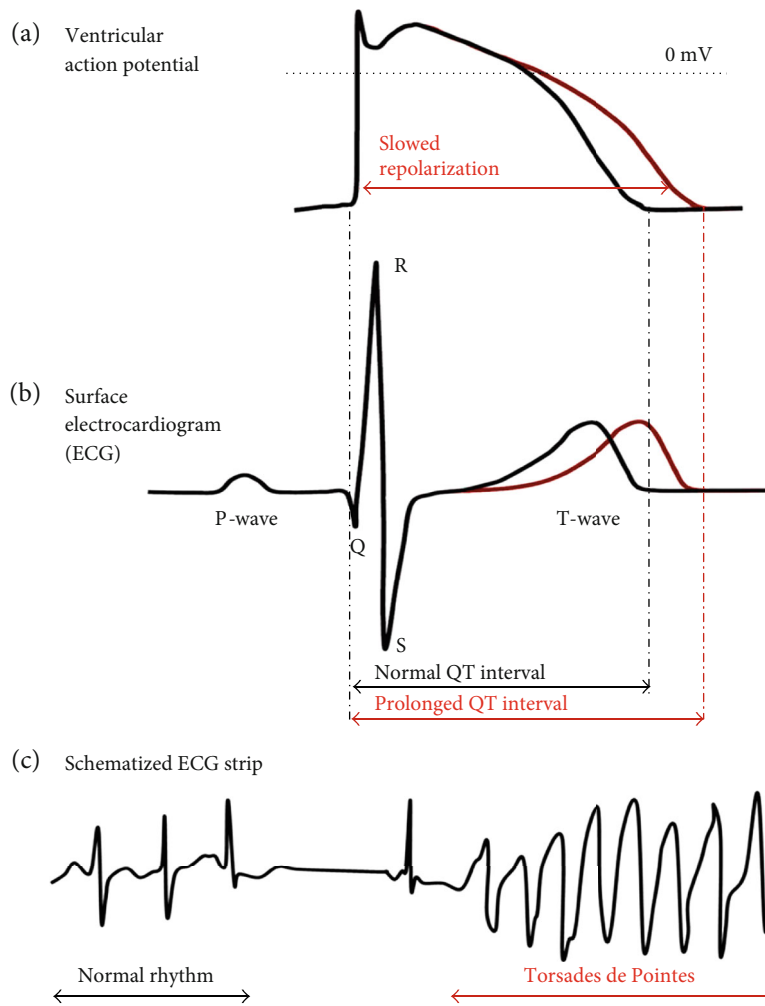 (a) Ventricular
action potential
0 mV
Slowed
repolarization
R
(b) Surface
electrocardiogram
(ECG)
P-wave
T-wave
Q
S
Normal QT interval
Prolonged QT interval
(c) Schematized ECG strip
Normal rhythm
Torsades de Pointes